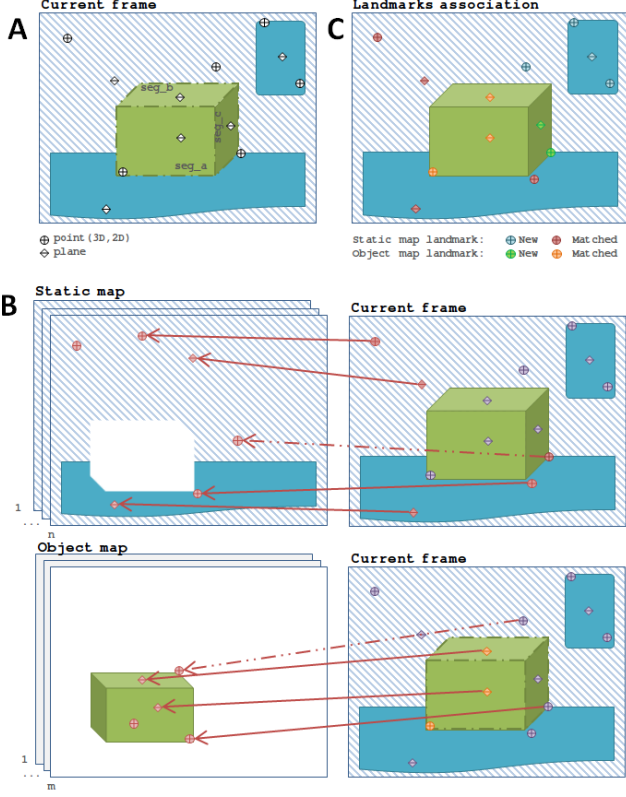 Current frame
A
seg_b
seg_c
seg_a
point(3D,2D)
plane
Landmarks association
C
Static map landmark: New Matched
Object map landmark: New Matched
Static map
B
1
...
n
Current frame
Object map
1
...
m
Current frame